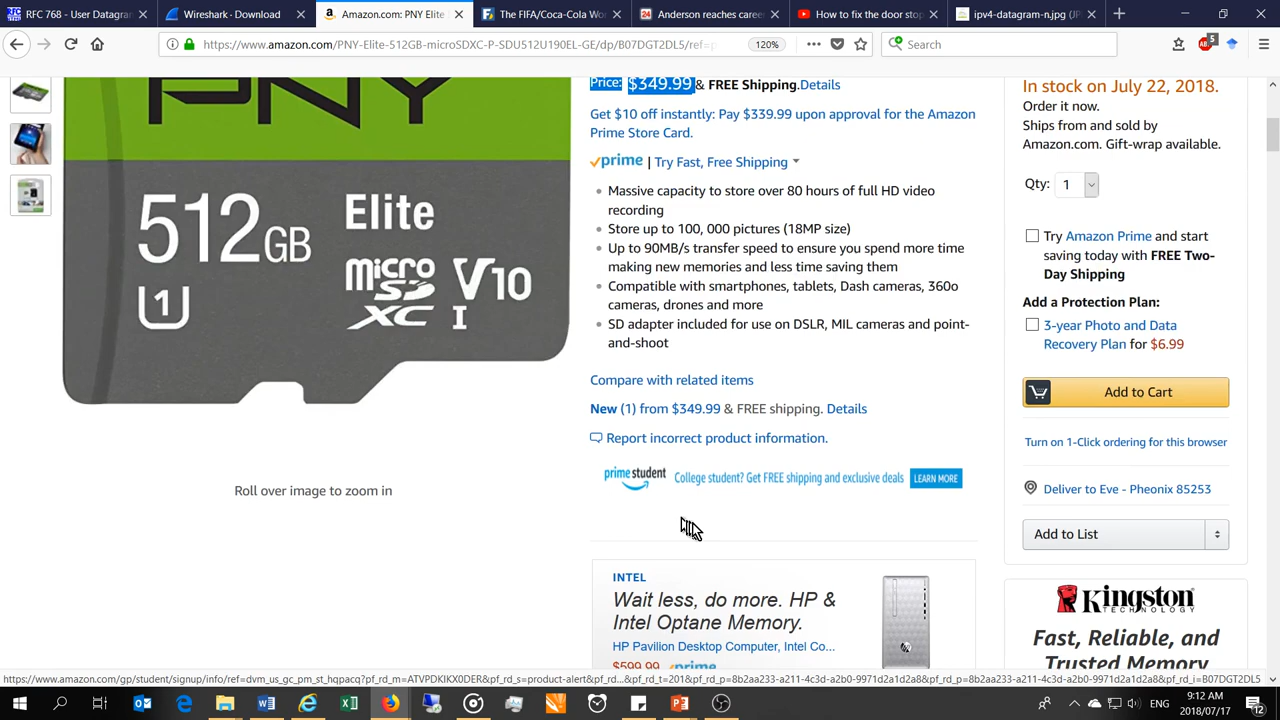 RFC 768 - User Datagram
Wireshark · Download
Amazon.com: PNY Elite
The FIFA/Coca-Cola Wo
24 Anderson reaches career
How to fix the door stop
ipv4-datagram-n.jpg (JP
https://www.amazon.com/PNY-Elite-512GB-microSDXC-P-SDU512U190EL-GE/dp/B07DGT2DL5/ref=p
120%
Search
5
PNY
512GB
Elite
micro SD XC
V10
U1
I
Roll over image to zoom in
Price: $349.99 & FREE Shipping. Details
Get $10 off instantly: Pay $339.99 upon approval for the Amazon
Prime Store Card.
prime | Try Fast, Free Shipping
Massive capacity to store over 80 hours of full HD video
recording
Store up to 100, 000 pictures (18MP size)
Up to 90MB/s transfer speed to ensure you spend more time
making new memories and less time saving them
Compatible with smartphones, tablets, Dash cameras, 360o
cameras, drones and more
SD adapter included for use on DSLR, MIL cameras and point-
and-shoot
Compare with related items
New (1) from $349.99 & FREE shipping. Details
Report incorrect product information.
prime student College student? Get FREE shipping and exclusive deals LEARN MORE
INTEL
Wait less, do more. HP &
Intel Optane Memory.
HP Pavilion Desktop Computer, Intel Co...
$599.99 prime
In stock on July 22, 2018.
Order it now.
Ships from and sold by
Amazon.com. Gift-wrap available.
Qty: 1
Try Amazon Prime and start
saving today with FREE Two-
Day Shipping
Add a Protection Plan:
3-year Photo and Data
Recovery Plan for $6.99
Add to Cart
Turn on 1-Click ordering for this browser
Deliver to Eve - Pheonix 85253
Add to List
Kingston
TECHNOLOGY
Fast, Reliable, and
Trusted Memory
9:12 AM
2018/07/17
12